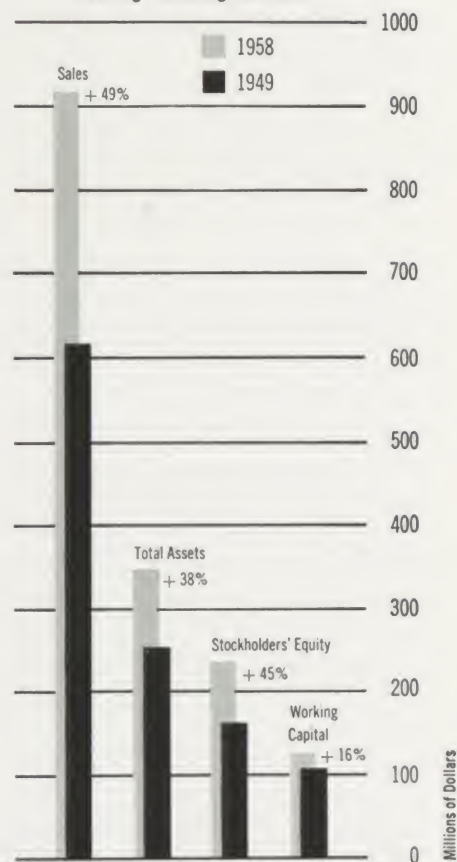 1000
1958
1949
Sales
+ 49%
900
800
700
600
500
400
Total Assets
+ 38%
300
Stockholders' Equity
+ 45%
200
Working
Capital
+ 16%
100
0
Millions of Dollars